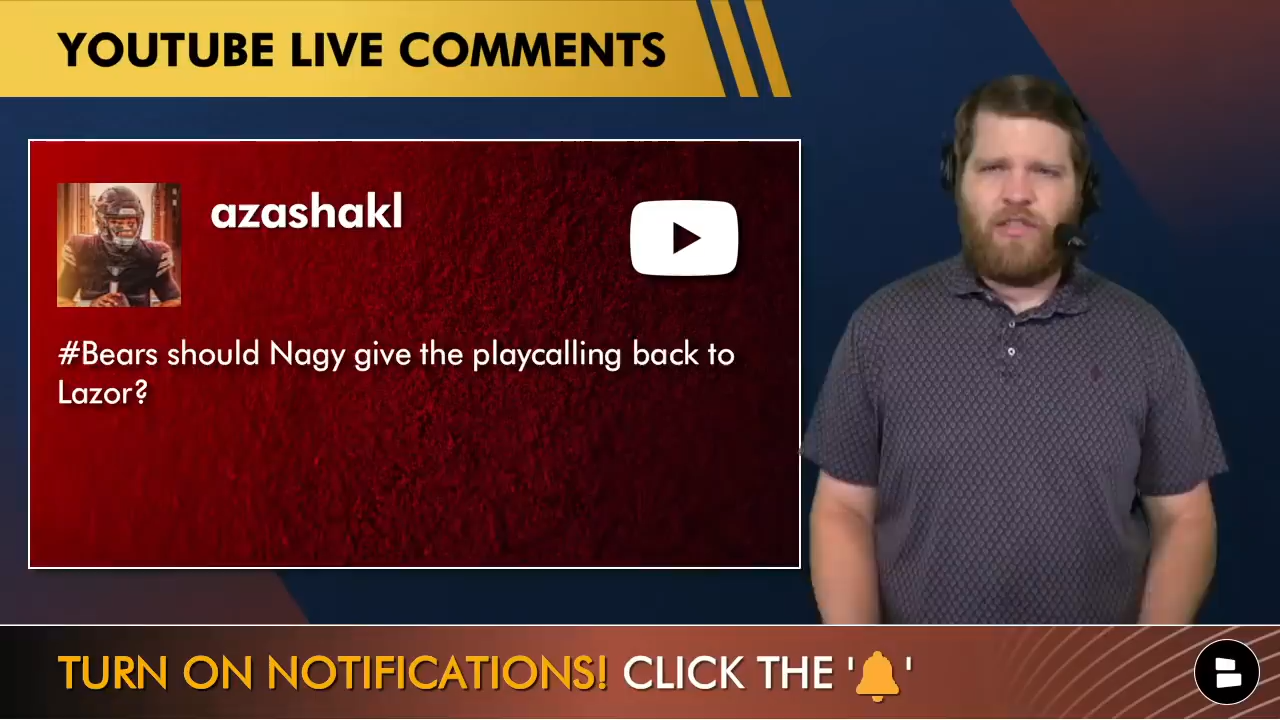 YOUTUBE LIVE COMMENTS
azashakl
#Bears should Nagy give the playcalling back to
Lazor?
TURN ON NOTIFICATIONS! CLICK THE '🔔'